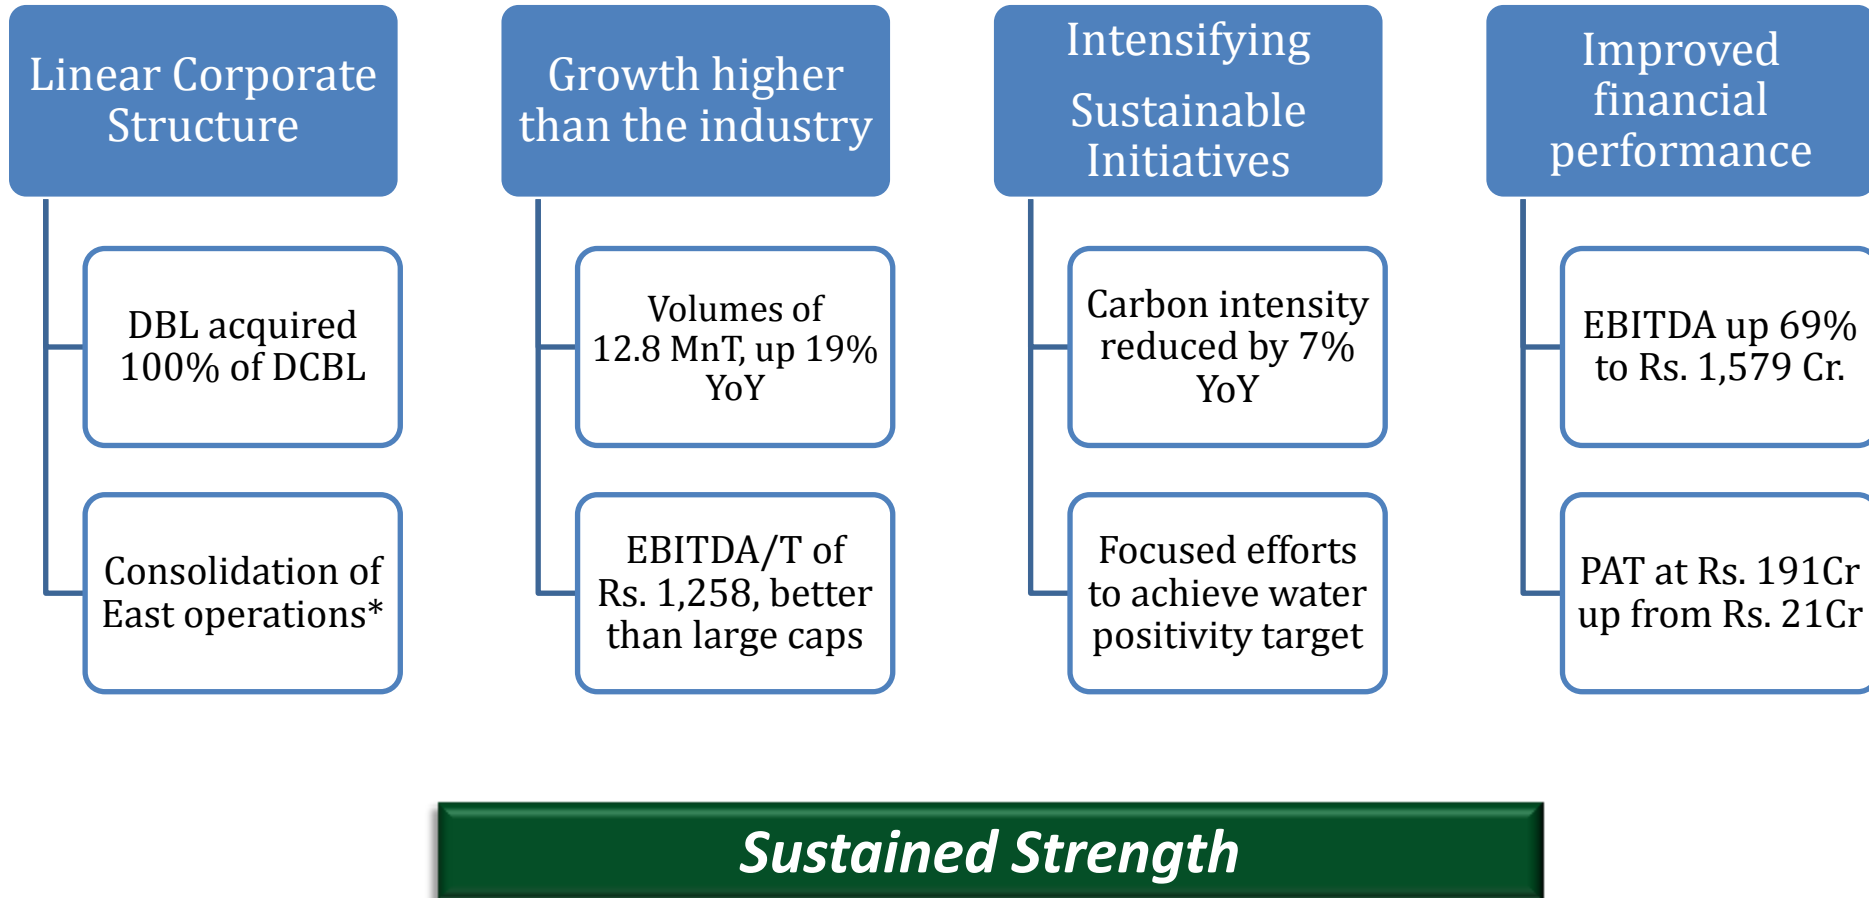 Linear Corporate
Structure
DBL acquired
100% of DCBL
Consolidation of
East operations*
Growth higher
than the industry
Volumes of
12.8 MnT, up 19%
YoY
EBITDA/T of
Rs. 1,258, better
than large caps
Intensifying
Sustainable
Initiatives
Carbon intensity
reduced by 7%
YoY
Focused efforts
to achieve water
positivity target
Improved
financial
performance
EBITDA up 69%
to Rs. 1,579 Cr.
PAT at Rs. 191Cr
up from Rs. 21Cr
Sustained Strength